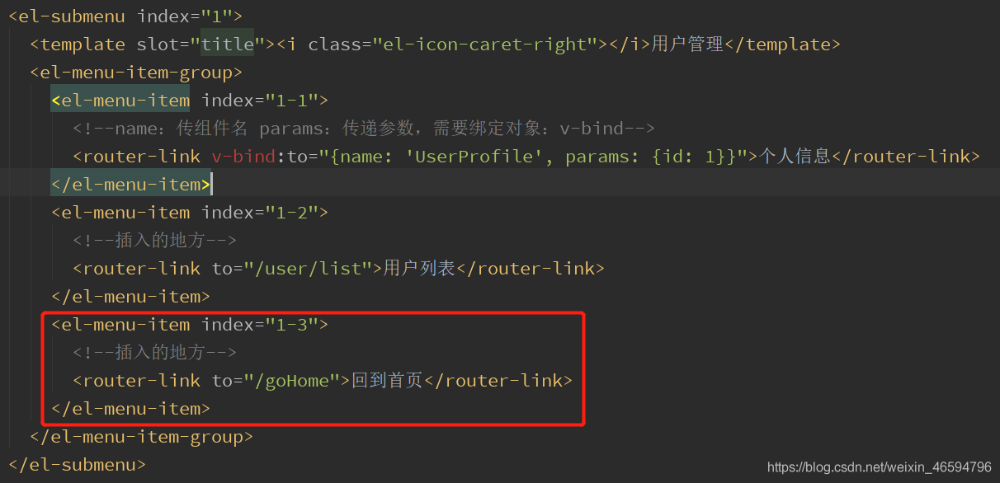 <el-submenu index="1">
<template slot="title"><i class="el-icon-caret-right"></i>用户管理</template>
<el-menu-item-group>
<el-menu-item index="1-1">
<!--name：传组件名 params：传递参数，需要绑定对象：v-bind-->
<router-link v-bind:to="{name: 'UserProfile', params: {id: 1}}">个人信息</router-link>
</el-menu-item>
<el-menu-item index="1-2">
<!--插入的地方-->
<router-link to="/user/list">用户列表</router-link>
</el-menu-item>
<el-menu-item index="1-3">
<!--插入的地方-->
<router-link to="/goHome">回到首页</router-link>
</el-menu-item>
</el-menu-item-group>
</el-submenu>
https://blog.csdn.net/weixin_46594796